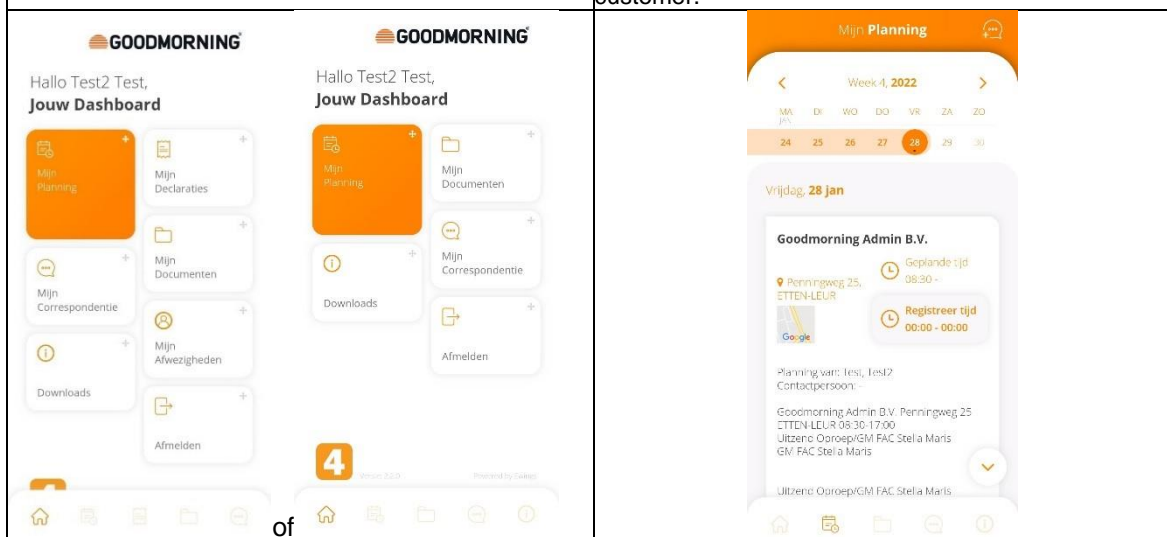 customer.
GOODMORNING
Hallo Test2 Test,
Jouw Dashboard
Mijn
Planning
Mijn
Declaraties
Mijn
Documenten
Mijn
Correspondentie
Mijn
Afwezigheden
Downloads
Afmelden
4
of
GOODMORNING
Hallo Test2 Test,
Jouw Dashboard
Mijn
Planning
Mijn
Documenten
Mijn
Correspondentie
Downloads
Afmelden
4
Mijn Planning
Week 4, 2022
MA DI WO DO VR ZA ZO
JAN
24 25 26 27 28 29 30
Vrijdag, 28 jan
Goodmorning Admin B.V.
Penningweg 25,
ETTEN-LEUR
Google
Geplande tijd
08:30 -
Registreer tijd
00:00 - 00:00
Planning van: Test, Test2
Contactpersoon: -
Goodmorning Admin B.V. Penningweg 25
ETTEN-LEUR 08:30-17:00
Uitzend Oproep/GM FAC Stella Maris
GM FAC Stella Maris
Uitzend Oproep/GM FAC Stella Maris